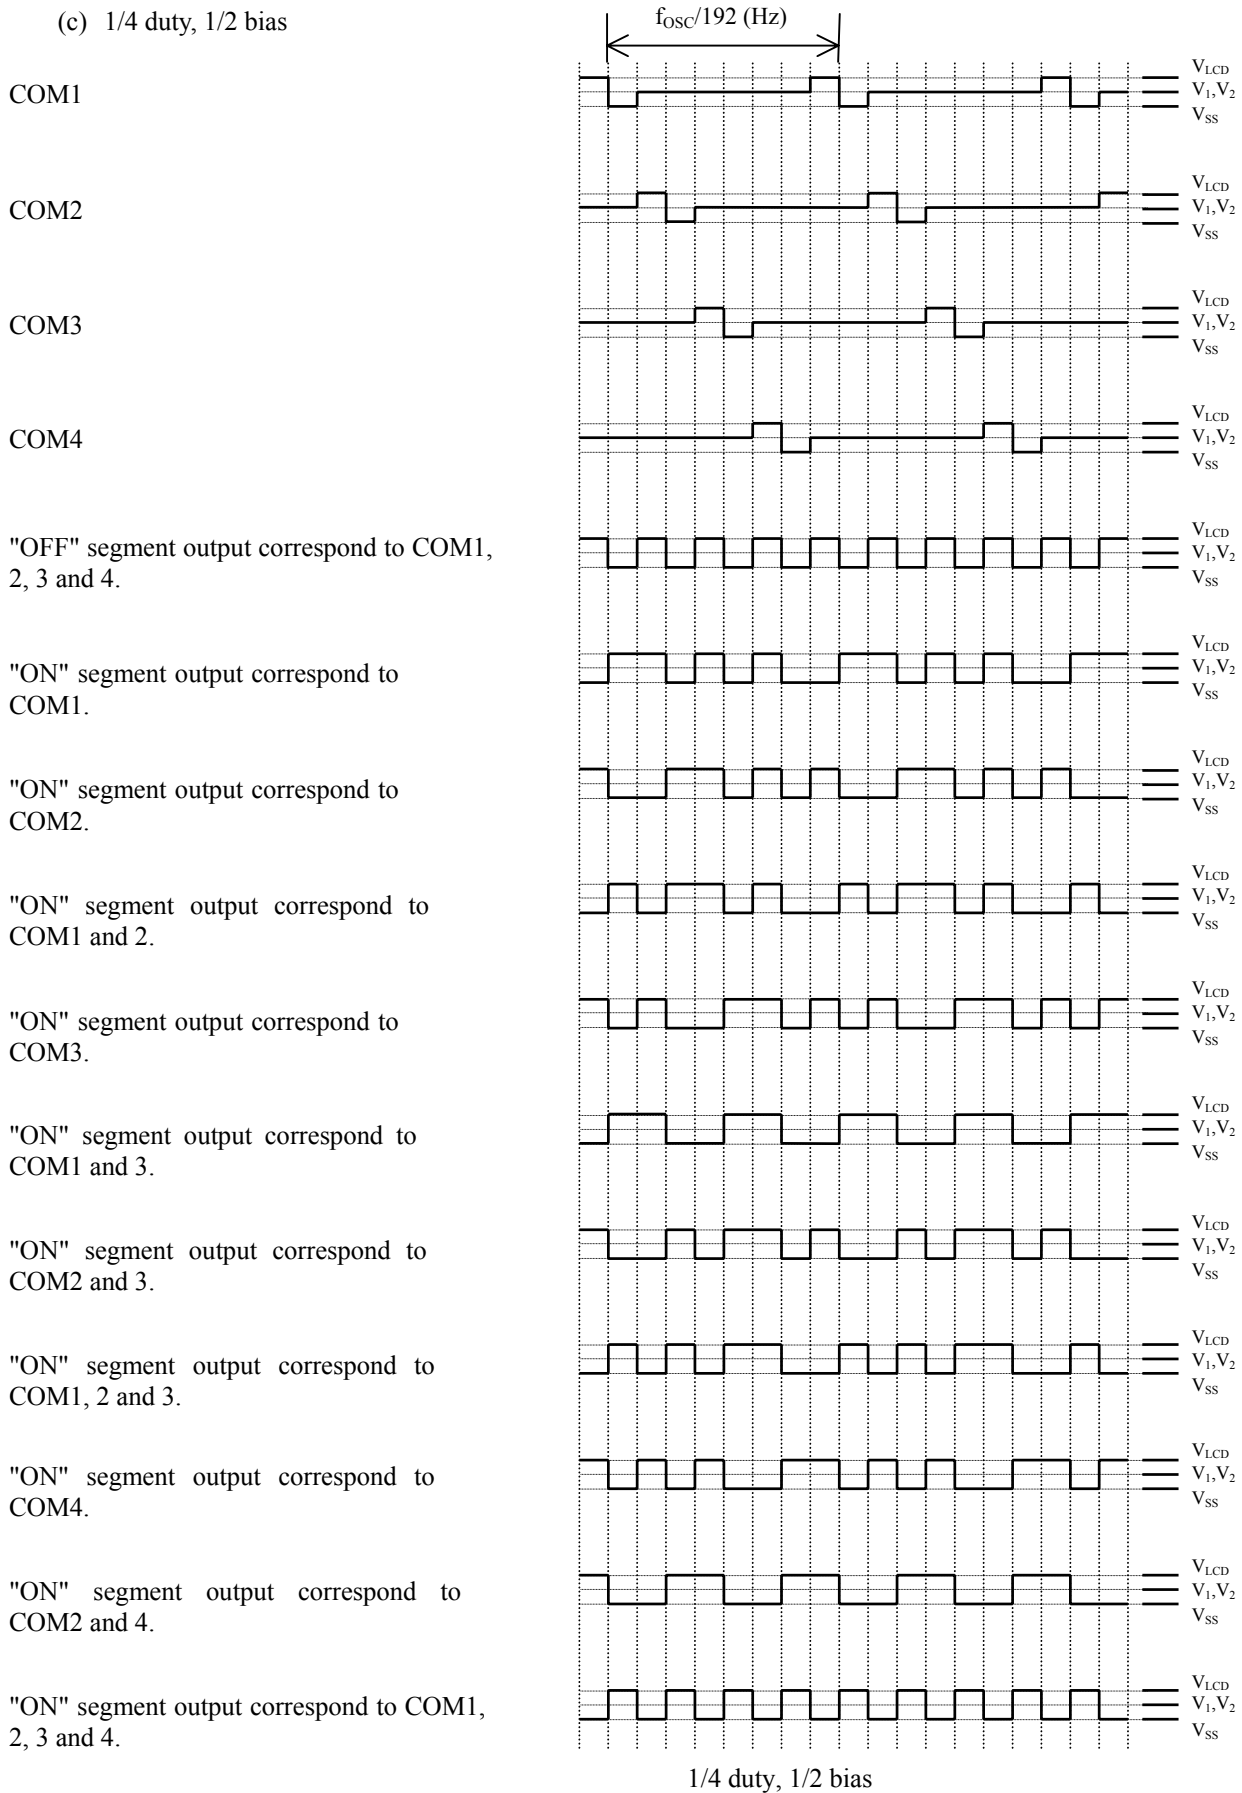 (c) 1/4 duty, 1/2 bias
fOSC/192 (Hz)
COM1
VLCD
V1,V2
VSS
COM2
VLCD
V1,V2
VSS
COM3
VLCD
V1,V2
VSS
COM4
VLCD
V1,V2
VSS
"OFF" segment output correspond to COM1,
2, 3 and 4.
VLCD
V1,V2
VSS
"ON" segment output correspond to
COM1.
VLCD
V1,V2
VSS
"ON" segment output correspond to
COM2.
VLCD
V1,V2
VSS
"ON" segment output correspond to
COM1 and 2.
VLCD
V1,V2
VSS
"ON" segment output correspond to
COM3.
VLCD
V1,V2
VSS
"ON" segment output correspond to
COM1 and 3.
VLCD
V1,V2
VSS
"ON" segment output correspond to
COM2 and 3.
VLCD
V1,V2
VSS
"ON" segment output correspond to
COM1, 2 and 3.
VLCD
V1,V2
VSS
"ON" segment output correspond to
COM4.
VLCD
V1,V2
VSS
"ON" segment output correspond to
COM2 and 4.
VLCD
V1,V2
VSS
"ON" segment output correspond to COM1,
2, 3 and 4.
VLCD
V1,V2
VSS
1/4 duty, 1/2 bias